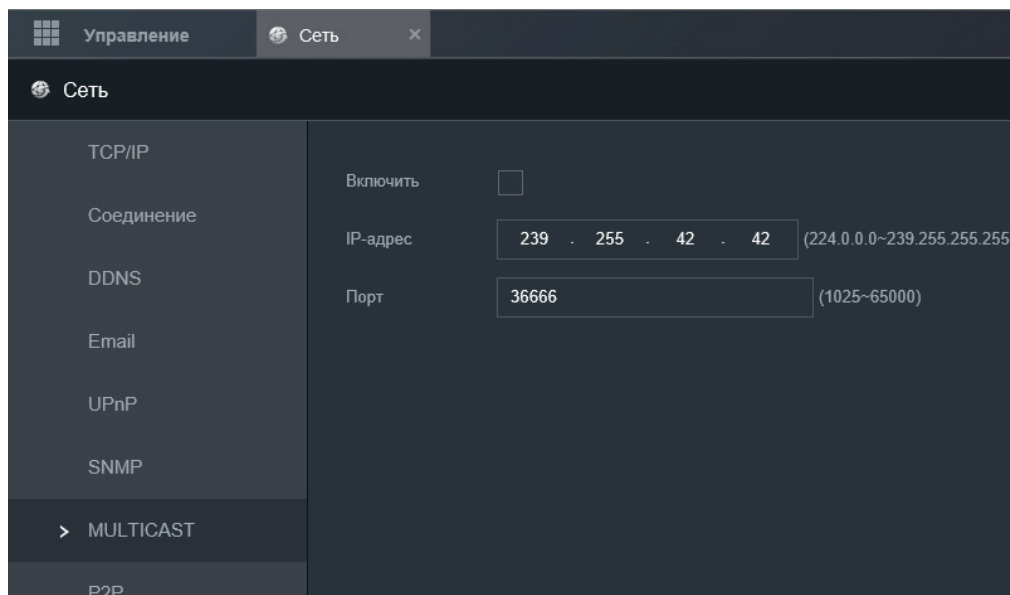 Управление
Сеть ×
Сеть
TCP/IP
Соединение
DDNS
Email
UPnP
SNMP
> MULTICAST
P2P
Включить
IP-адрес 239 . 255 . 42 . 42 (224.0.0.0~239.255.255.255
Порт 36666 (1025~65000)